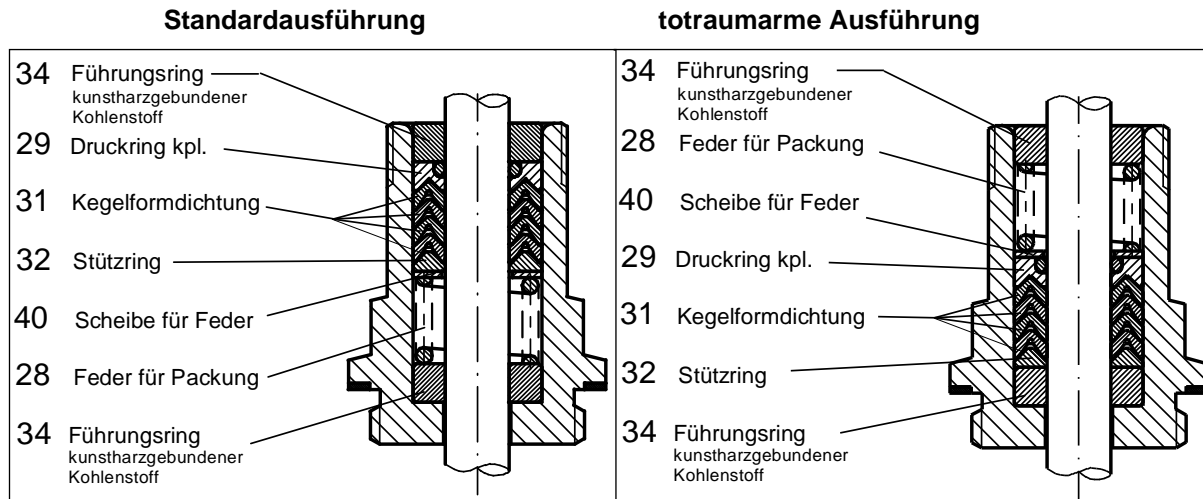 Standardausführung
34 Führungsring
kunstharzgebundener
Kohlenstoff
29 Druckring kpl.
31 Kegelformdichtung
32 Stützring
40 Scheibe für Feder
28 Feder für Packung
34 Führungsring
kunstharzgebundener
Kohlenstoff
totraumarme Ausführung
34 Führungsring
kunstharzgebundener
Kohlenstoff
28 Feder für Packung
40 Scheibe für Feder
29 Druckring kpl.
31 Kegelformdichtung
32 Stützring
34 Führungsring
kunstharzgebundener
Kohlenstoff